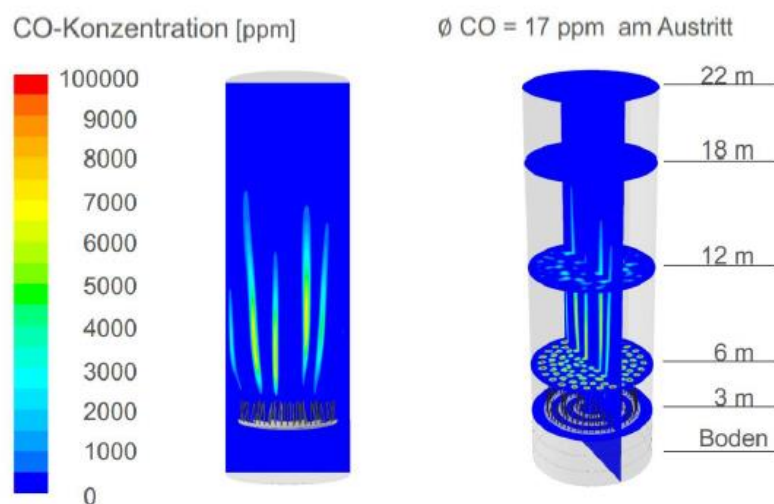 CO-Konzentration [ppm]
100000
9000
8000
7000
6000
5000
4000
3000
2000
1000
0
Ø CO = 17 ppm am Austritt
22 m
18 m
12 m
6 m
3 m
Boden